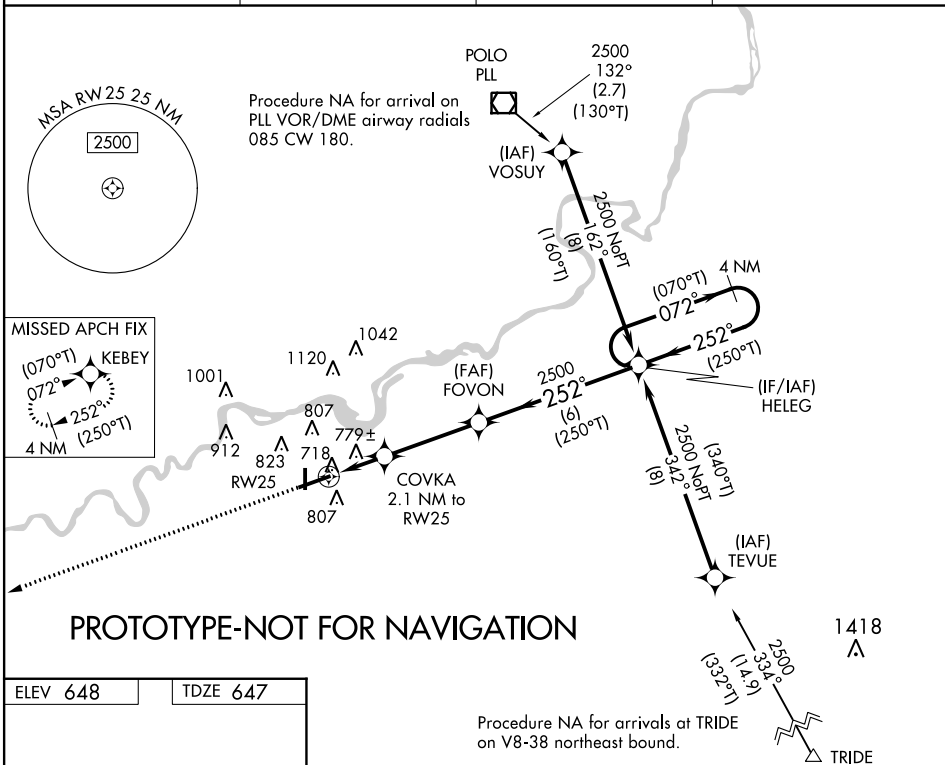 MSA RW 25 25 NM
2500
Procedure NA for arrival on
PLL VOR/DME airway radials
085 CW 180.
POLO
PLL
2500
132°
(2.7)
(130°T)
(IAF)
VOSUY
2500 NoPT
162°
(8)
(160°T)
(070°T)
072°
4 NM
252°
(250°T)
(IF/IAF)
HELEG
MISSED APCH FIX
(070°T)
KEBEY
072°
252°
(250°T)
4 NM
1042
1120
1001
807
779±
912
823
718
RW25
807
(FAF)
FOVON
2500
252°
(6)
(250°T)
COVKA
2.1 NM to
RW25
2500 NoPT
342°
(340°T)
(8)
(IAF)
TEVUE
PROTOTYPE-NOT FOR NAVIGATION
1418
2500
334°
(14.9)
(332°T)
ELEV 648
TDZE 647
Procedure NA for arrivals at TRIDE
on V8-38 northeast bound.
TRIDE